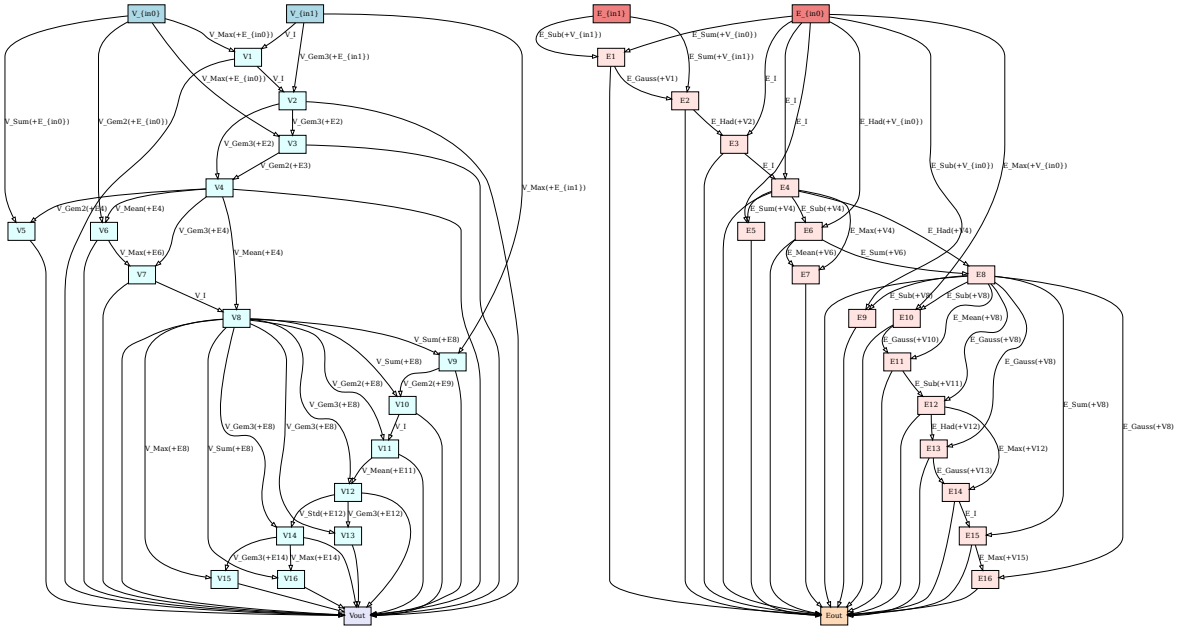 V_{in0} V_{in1} E_{in1} E_{in0}
V_Max(+E_{in0}) V_I E_Sub(+V_{in1}) E_Sum(+V_{in0})
V1 V_Gem3(+E_{in1}) E1 E_Sum(+V_{in1})
V_Max(+E_{in0}) V_I E_Gauss(+V1) E_I
V2 E2
V_Sum(+E_{in0}) V_Gem2(+E_{in0}) V_Gem3(+E2) E_Had(+V2) E_I E_I E_Had(+V_{in0})
V_Gem3(+E2) V3 E3
V_Gem2(+E3) E_I E_Sub(+V_{in0}) E_Max(+V_{in0})
V4 V_Max(+E_{in1}) E4
V_Gem2(+E4) V_Mean(+E4) E_Sum(+V4) E_Sub(+V4)
V5 V6 V_Gem3(+E4) E5 E6 E_Max(+V4) E_Had(+V4)
V_Max(+E6) V_Mean(+E4) E_Mean(+V6) E_Sum(+V6)
V7 E7 E8
V_I E_Sub(+V8) E_Sub(+V8)
V8 E9 E10 E_Mean(+V8)
V_Sum(+E8) E_Gauss(+V10) E_Gauss(+V8)
V_Sum(+E8) V9 E11 E_Gauss(+V8)
V_Gem2(+E8) V_Gem2(+E9) E_Sub(+V11)
V_Gem3(+E8) V10 E12 E_Sum(+V8)
V_Gem3(+E8) V_Gem3(+E8) V_I E_Had(+V12) E_Gauss(+V8)
V_Max(+E8) V_Sum(+E8) V11 E13 E_Max(+V12)
V_Mean(+E11) E_Gauss(+V13)
V12 E14
V_Std(+E12) V_Gem3(+E12) E_I
V14 V13 E15
V_Gem3(+E14) V_Max(+E14) E_Max(+V15)
V15 V16 E16
Vout Eout